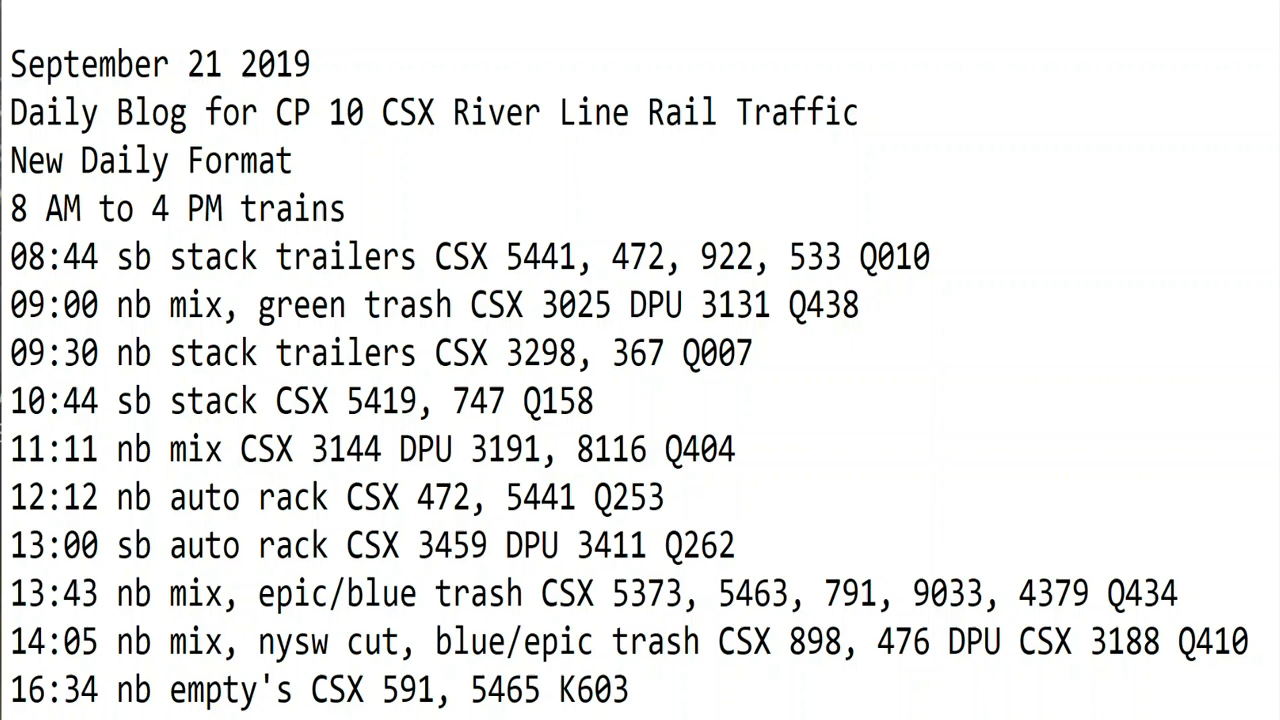 September 21 2019
Daily Blog for CP 10 CSX River Line Rail Traffic
New Daily Format
8 AM to 4 PM trains
08:44 sb stack trailers CSX 5441, 472, 922, 533 Q010
09:00 nb mix, green trash CSX 3025 DPU 3131 Q438
09:30 nb stack trailers CSX 3298, 367 Q007
10:44 sb stack CSX 5419, 747 Q158
11:11 nb mix CSX 3144 DPU 3191, 8116 Q404
12:12 nb auto rack CSX 472, 5441 Q253
13:00 sb auto rack CSX 3459 DPU 3411 Q262
13:43 nb mix, epic/blue trash CSX 5373, 5463, 791, 9033, 4379 Q434
14:05 nb mix, nysw cut, blue/epic trash CSX 898, 476 DPU CSX 3188 Q410
16:34 nb empty's CSX 591, 5465 K603